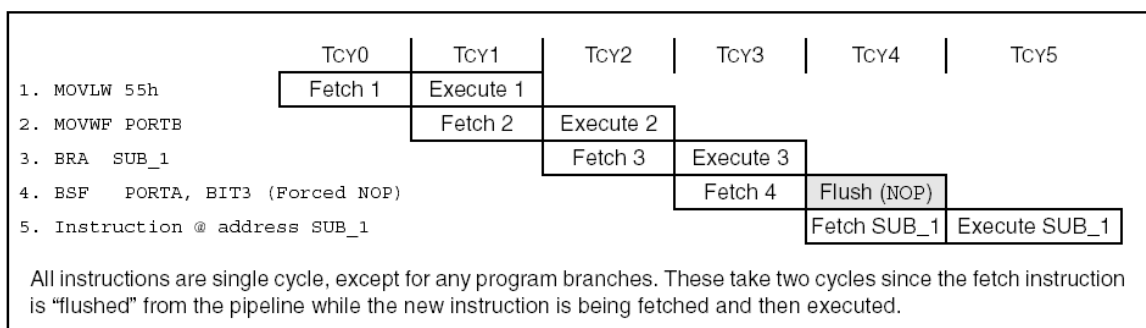 TCY0 TCY1 TCY2 TCY3 TCY4 TCY5
1. MOVLW 55h Fetch 1 Execute 1
2. MOVWF PORTB Fetch 2 Execute 2
3. BRA SUB_1 Fetch 3 Execute 3
4. BSF PORTA, BIT3 (Forced NOP) Fetch 4 Flush (NOP)
5. Instruction @ address SUB_1 Fetch SUB_1 Execute SUB_1
All instructions are single cycle, except for any program branches. These take two cycles since the fetch instruction
is “flushed” from the pipeline while the new instruction is being fetched and then executed.